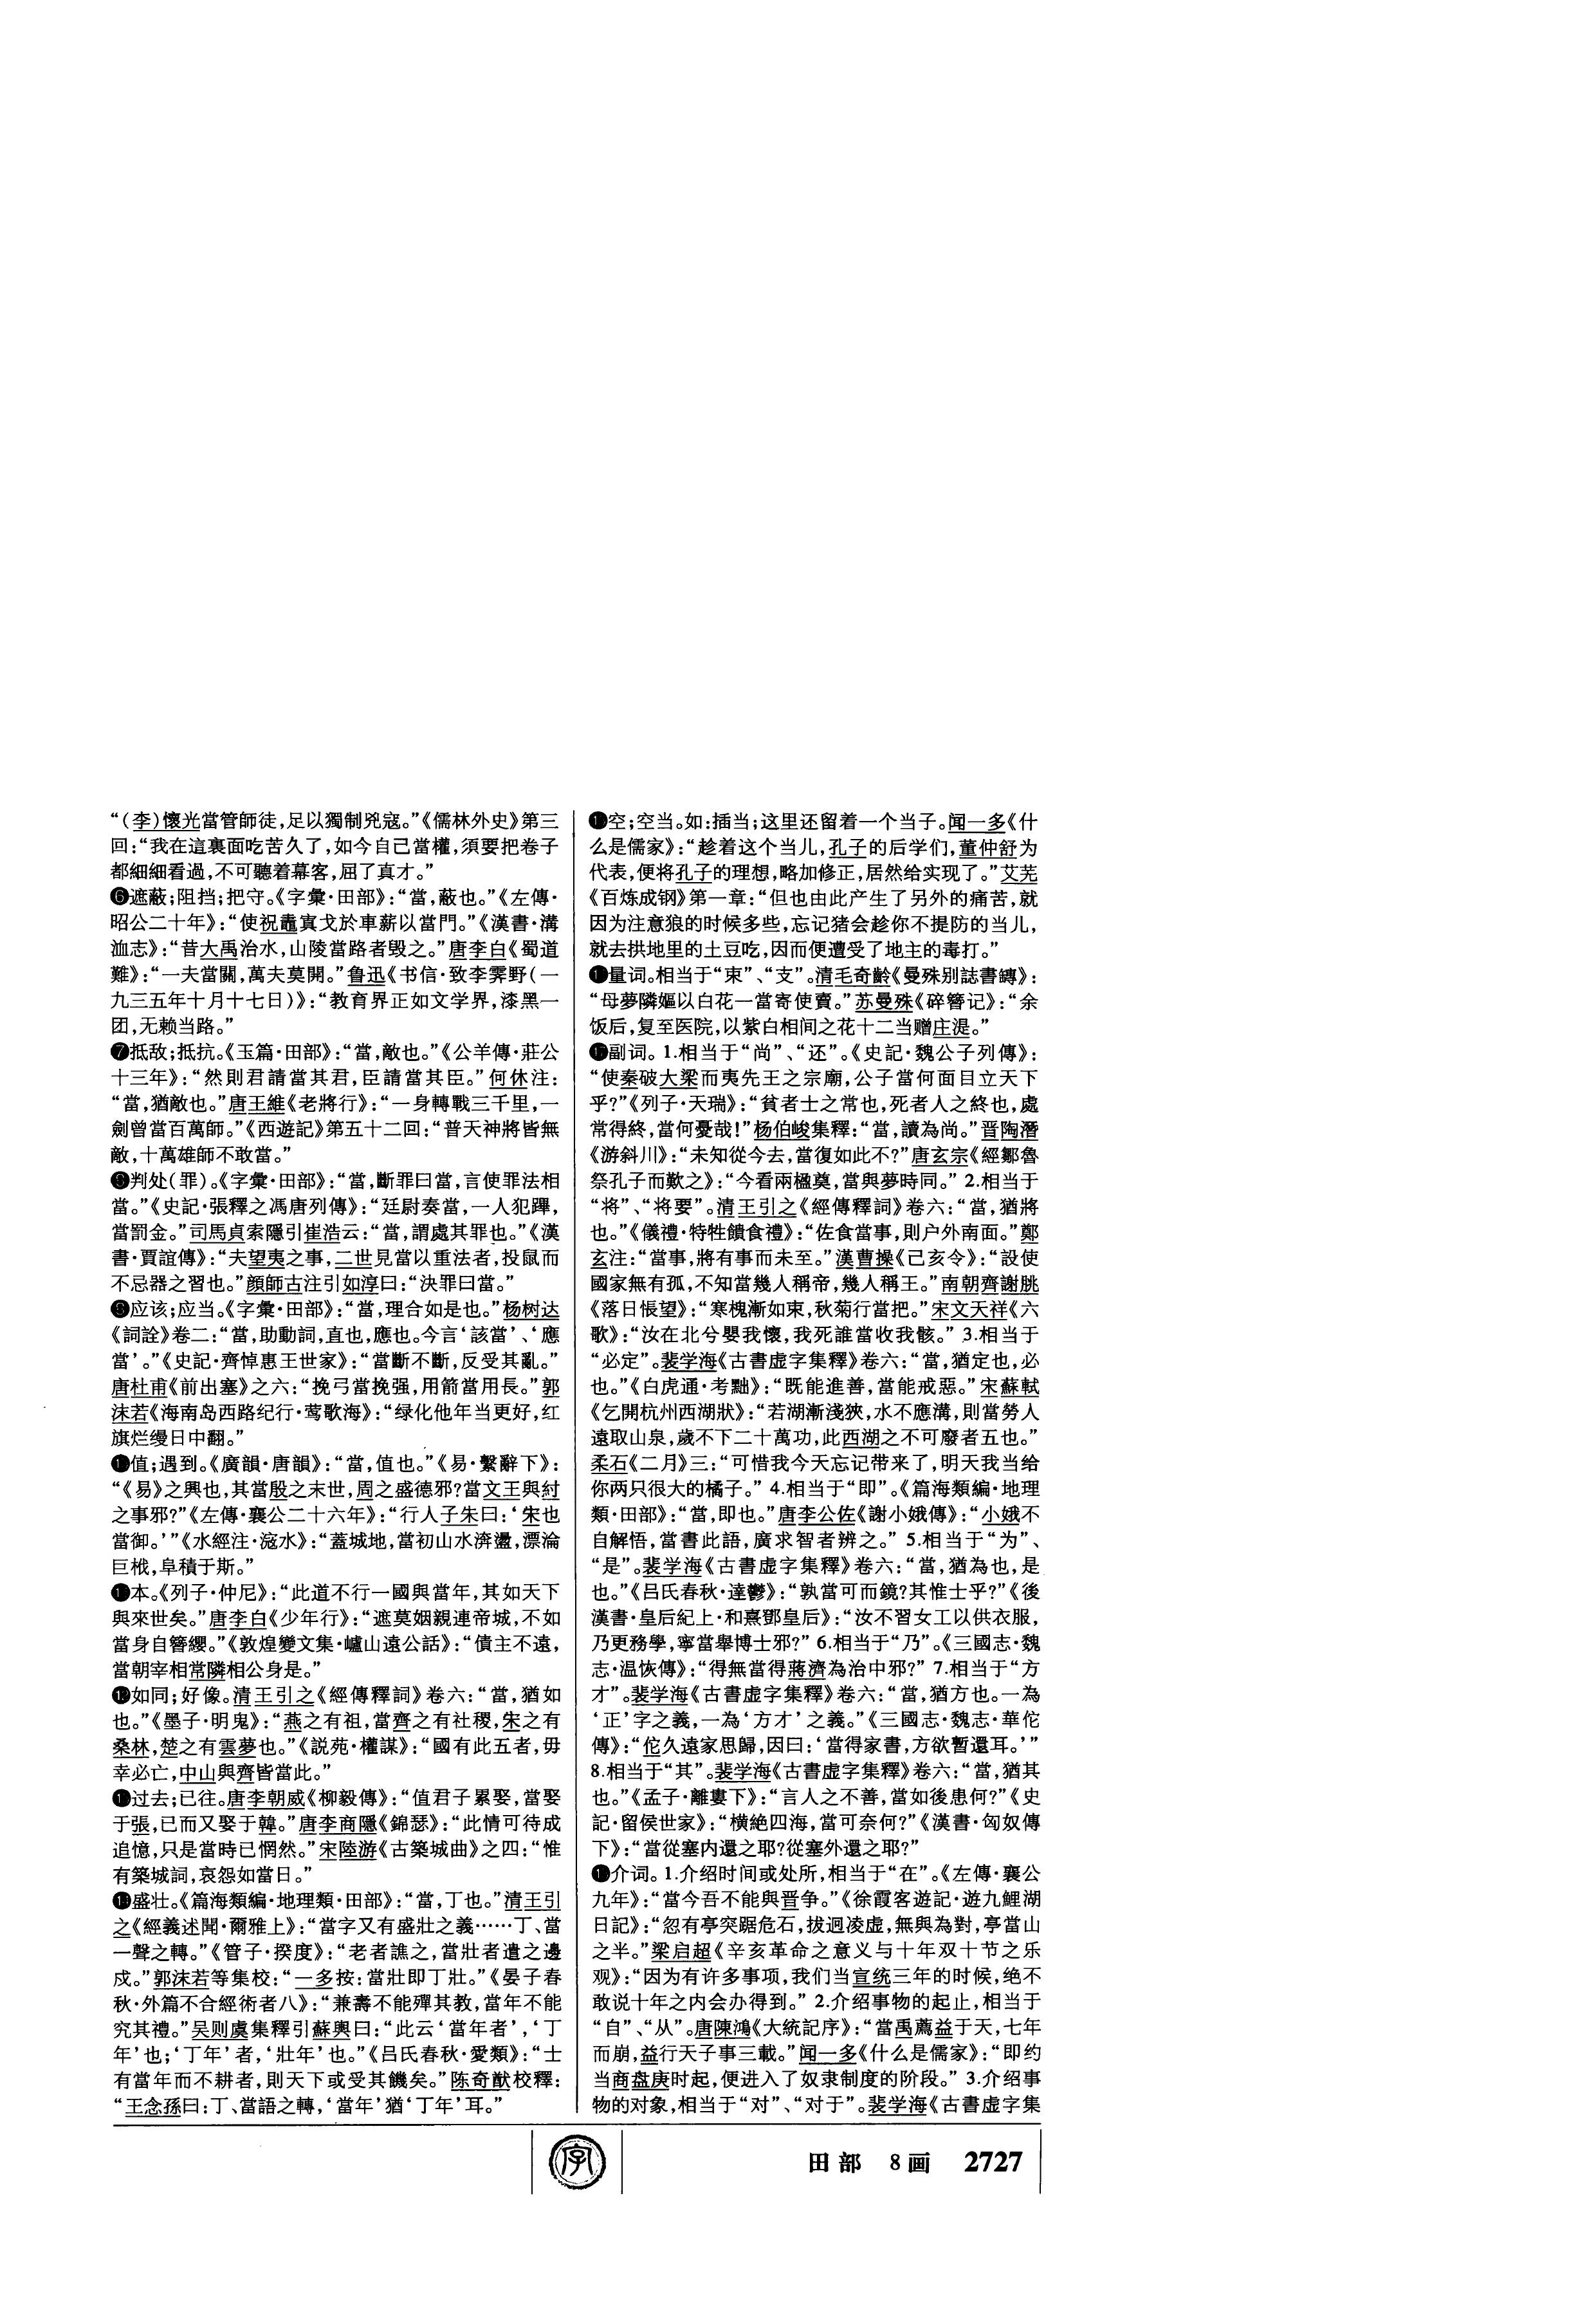 “(李)懷光當管師徒,足以獨制兇寇。”《儒林外史》第三
回:“我在這裏面吃苦久了,如今自己當權,須要把卷子
都細細看過,不可聽着幕客,屈了真才。”
❻遮蔽;阻挡;把守。《字彙·田部》:“當,蔽也。”《左傳·
昭公二十年》:“使祝鼃寘戈於車薪以當門。”《漢書·溝
洫志》:“昔大禹治水,山陵當路者毁之。”唐李白《蜀道
難》:“一夫當關,萬夫莫開。”鲁迅《书信·致李霁野(一
九三五年十月十七日)》:“教育界正如文学界,漆黑一
团,无赖当路。”
❼抵敌;抵抗。《玉篇·田部》:“當,敵也。”《公羊傳·莊公
十三年》:“然則君請當其君,臣請當其臣。”何休注:
“當,猶敵也。”唐王維《老將行》:“一身轉戰三千里,一
劍曾當百萬師。”《西遊記》第五十二回:“普天神將皆無
敵,十萬雄師不敢當。”
❽判处(罪)。《字彙·田部》:“當,斷罪曰當,言使罪法相
當。”《史記·張釋之馮唐列傳》:“廷尉奏當,一人犯蹕,
當罰金。”司馬貞索隱引崔浩云:“當,謂處其罪也。”《漢
書·賈誼傳》:“夫望夷之事,二世見當以重法者,投鼠而
不忌器之習也。”顔師古注引如淳曰:“決罪曰當。”
❾应该;应当。《字彙·田部》:“當,理合如是也。”杨树达
《詞詮》卷二:“當,助動詞,直也,應也。今言‘該當’、‘應
當’。”《史記·齊悼惠王世家》:“當斷不斷,反受其亂。”
唐杜甫《前出塞》之六:“挽弓當挽强,用箭當用長。”郭
沫若《海南岛西路纪行·莺歌海》:“绿化他年当更好,红
旗烂缦日中翻。”
❿值;遇到。《廣韻·唐韻》:“當,值也。”《易·繫辭下》:
“《易》之興也,其當殷之末世,周之盛德邪?當文王與紂
之事邪?”《左傳·襄公二十六年》:“行人子朱曰:‘朱也
當御。’”《水經注·滱水》:“蓋城地,當初山水渀盪,漂淪
巨栰,阜積于斯。”
⓫本。《列子·仲尼》:“此道不行一國與當年,其如天下
與來世矣。”唐李白《少年行》:“遮莫姻親連帝城,不如
當身自簪纓。”《敦煌變文集·廬山遠公話》:“債主不遠,
當朝宰相常隣相公身是。”
⓬如同;好像。清王引之《經傳釋詞》卷六:“當,猶如
也。”《墨子·明鬼》:“燕之有祖,當齊之有社稷,宋之有
桑林,楚之有雲夢也。”《説苑·權謀》:“國有此五者,毋
幸必亡,中山與齊皆當此。”
⓭过去;已往。唐李朝威《柳毅傳》:“值君子累娶,當娶
于張,已而又娶于韓。”唐李商隱《錦瑟》:“此情可待成
追憶,只是當時已惘然。”宋陸游《古築城曲》之四:“惟
有築城詞,哀怨如當日。”
⓮盛壮。《篇海類編·地理類·田部》:“當,丁也。”清王引
之《經義述聞·爾雅上》:“當字又有盛壯之義……丁、當
一聲之轉。”《管子·揆度》:“老者譙之,當壯者遣之邊
戍。”郭沫若等集校:“一多按:當壯即丁壯。”《晏子春
秋·外篇不合經術者八》:“兼壽不能殫其教,當年不能
究其禮。”吴则虞集釋引蘇輿曰:“此云‘當年者’,‘丁
年’也;‘丁年’者,‘壯年’也。”《吕氏春秋·愛類》:“士
有當年而不耕者,則天下或受其饑矣。”陈奇猷校釋:
“王念孫曰:丁、當語之轉,‘當年’猶‘丁年’耳。”
⓯空;空当。如:插当;这里还留着一个当子。闻一多《什
么是儒家》:“趁着这个当儿,孔子的后学们,董仲舒为
代表,便将孔子的理想,略加修正,居然给实现了。”艾芜
《百炼成钢》第一章:“但也由此产生了另外的痛苦,就
因为注意狼的时候多些,忘记猪会趁你不提防的当儿,
就去拱地里的土豆吃,因而便遭受了地主的毒打。”
⓰量词。相当于“束”、“支”。清毛奇齡《曼殊别誌書磚》:
“母夢隣嫗以白花一當寄使賣。”苏曼殊《碎簪记》:“余
饭后,复至医院,以紫白相间之花十二当赠庄湜。”
⓱副词。1.相当于“尚”、“还”。《史記·魏公子列傳》:
“使秦破大梁而夷先王之宗廟,公子當何面目立天下
乎?”《列子·天瑞》:“貧者士之常也,死者人之終也,處
常得終,當何憂哉!”杨伯峻集釋:“當,讀為尚。”晋陶潛
《游斜川》:“未知從今去,當復如此不?”唐玄宗《經鄒魯
祭孔子而歎之》:“今看兩楹奠,當與夢時同。” 2.相当于
“将”、“将要”。清王引之《經傳釋詞》卷六:“當,猶將
也。”《儀禮·特牲饋食禮》:“佐食當事,則户外南面。”鄭
玄注:“當事,將有事而未至。”漢曹操《己亥令》:“設使
國家無有孤,不知當幾人稱帝,幾人稱王。”南朝齊謝朓
《落日悵望》:“寒槐漸如束,秋菊行當把。”宋文天祥《六
歌》:“汝在北兮嬰我懷,我死誰當收我骸。” 3.相当于
“必定”。裴学海《古書虚字集釋》卷六:“當,猶定也,必
也。”《白虎通·考黜》:“既能進善,當能戒惡。”宋蘇軾
《乞開杭州西湖狀》:“若湖漸淺狹,水不應溝,則當勞人
遠取山泉,歲不下二十萬功,此西湖之不可廢者五也。”
柔石《二月》三:“可惜我今天忘记带来了,明天我当给
你两只很大的橘子。” 4.相当于“即”。《篇海類編·地理
類·田部》:“當,即也。”唐李公佐《謝小娥傳》:“小娥不
自解悟,當書此語,廣求智者辨之。” 5.相当于“为”、
“是”。裴学海《古書虚字集釋》卷六:“當,猶為也,是
也。”《吕氏春秋·達鬱》:“孰當可而鏡?其惟士乎?”《後
漢書·皇后紀上·和熹鄧皇后》:“汝不習女工以供衣服,
乃更務學,寧當舉博士邪?” 6.相当于“乃”。《三國志·魏
志·温恢傳》:“得無當得蔣濟為治中邪?” 7.相当于“方
才”。裴学海《古書虚字集釋》卷六:“當,猶方也。一為
‘正’字之義,一為‘方才’之義。”《三國志·魏志·華佗
傳》:“佗久遠家思歸,因曰:‘當得家書,方欲暫還耳。’”
8.相当于“其”。裴学海《古書虚字集釋》卷六:“當,猶其
也。”《孟子·離婁下》:“言人之不善,當如後患何?”《史
記·留侯世家》:“横絶四海,當可奈何?”《漢書·匈奴傳
下》:“當從塞内還之耶?從塞外還之耶?”
⓲介词。1.介绍时间或处所,相当于“在”。《左傳·襄公
九年》:“當今吾不能與晋争。”《徐霞客遊記·遊九鯉湖
日記》:“忽有亭突踞危石,拔迥凌虚,無與為對,亭當山
之半。”梁启超《辛亥革命之意义与十年双十节之乐
观》:“因为有许多事项,我们当宣统三年的时候,绝不
敢说十年之内会办得到。” 2.介绍事物的起止,相当于
“自”、“从”。唐陳鴻《大統記序》:“當禹薦益于天,七年
而崩,益行天子事三載。”闻一多《什么是儒家》:“即约
当商盘庚时起,便进入了奴隶制度的阶段。” 3.介绍事
物的对象,相当于“对”、“对于”。裴学海《古書虚字集
字
田部 8画 2727